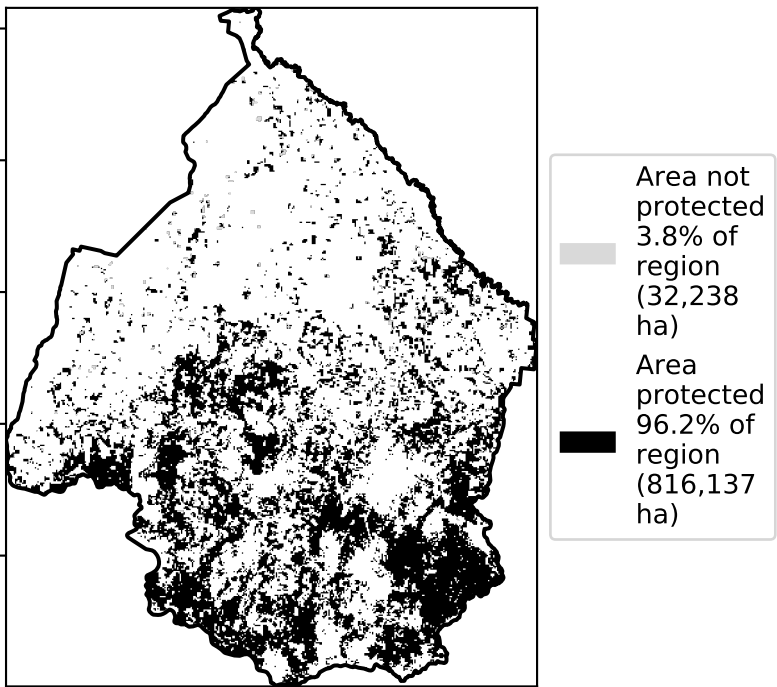 Area not
protected
3.8% of
region
(32,238
ha)
Area
protected
96.2% of
region
(816,137
ha)